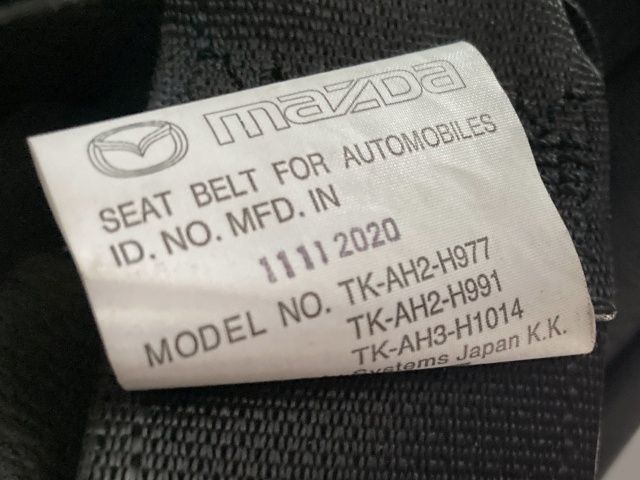 mazda
SEAT BELT FOR AUTOMOBILES
ID. NO. MFD. IN
1111 2020
MODEL NO. TK-AH2-H977
TK-AH2-H991
TK-AH3-H1014
Systems Japan K.K.